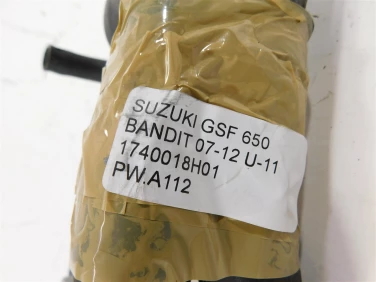 SUZUKI GSF 650
BANDIT 07-12 U-11
1740018H01
PW.A112